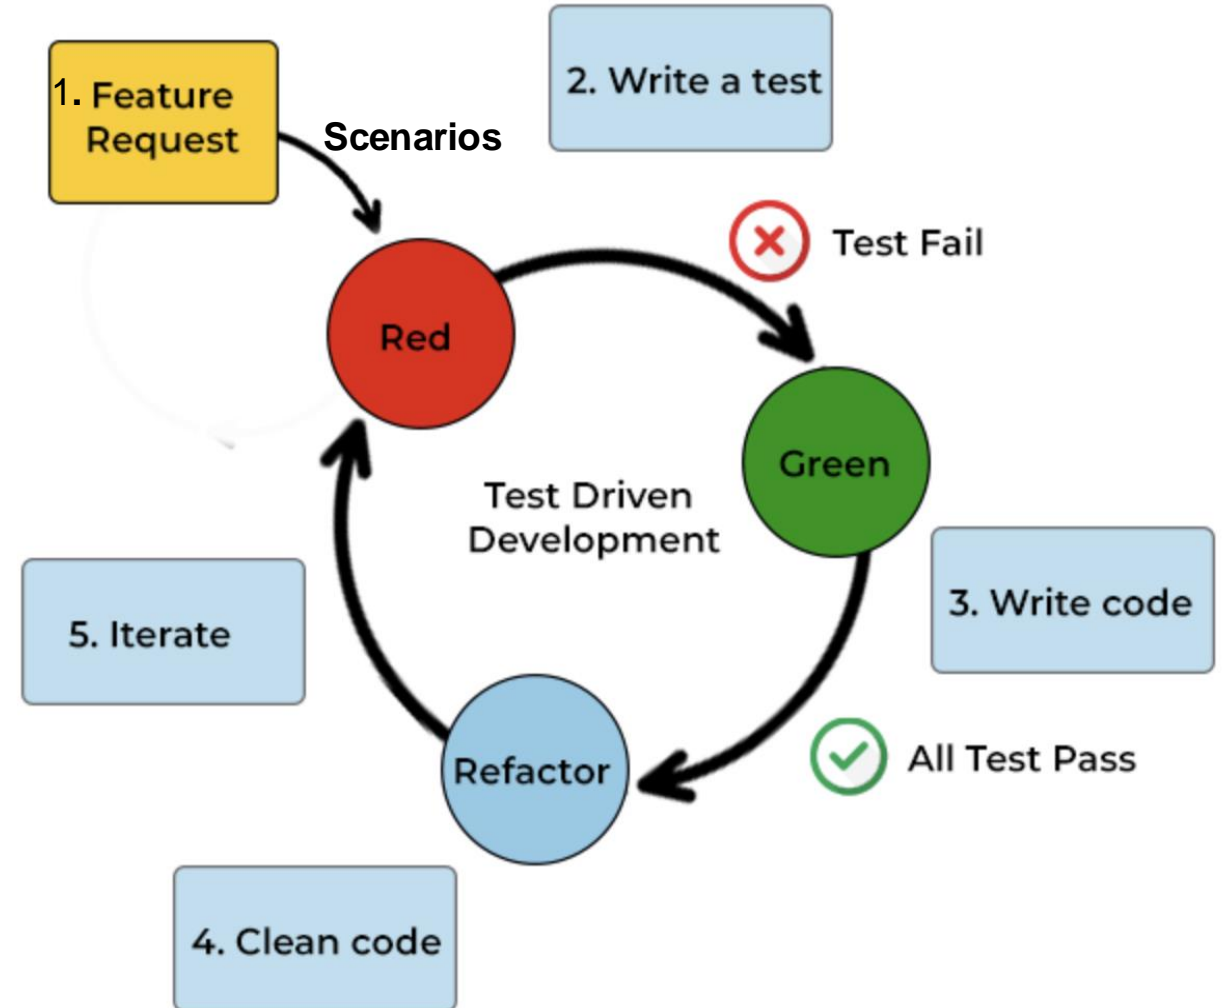 1. Feature
Request
Scenarios
2. Write a test
Test Fail
Red
Green
Test Driven
Development
3. Write code
5. Iterate
All Test Pass
Refactor
4. Clean code